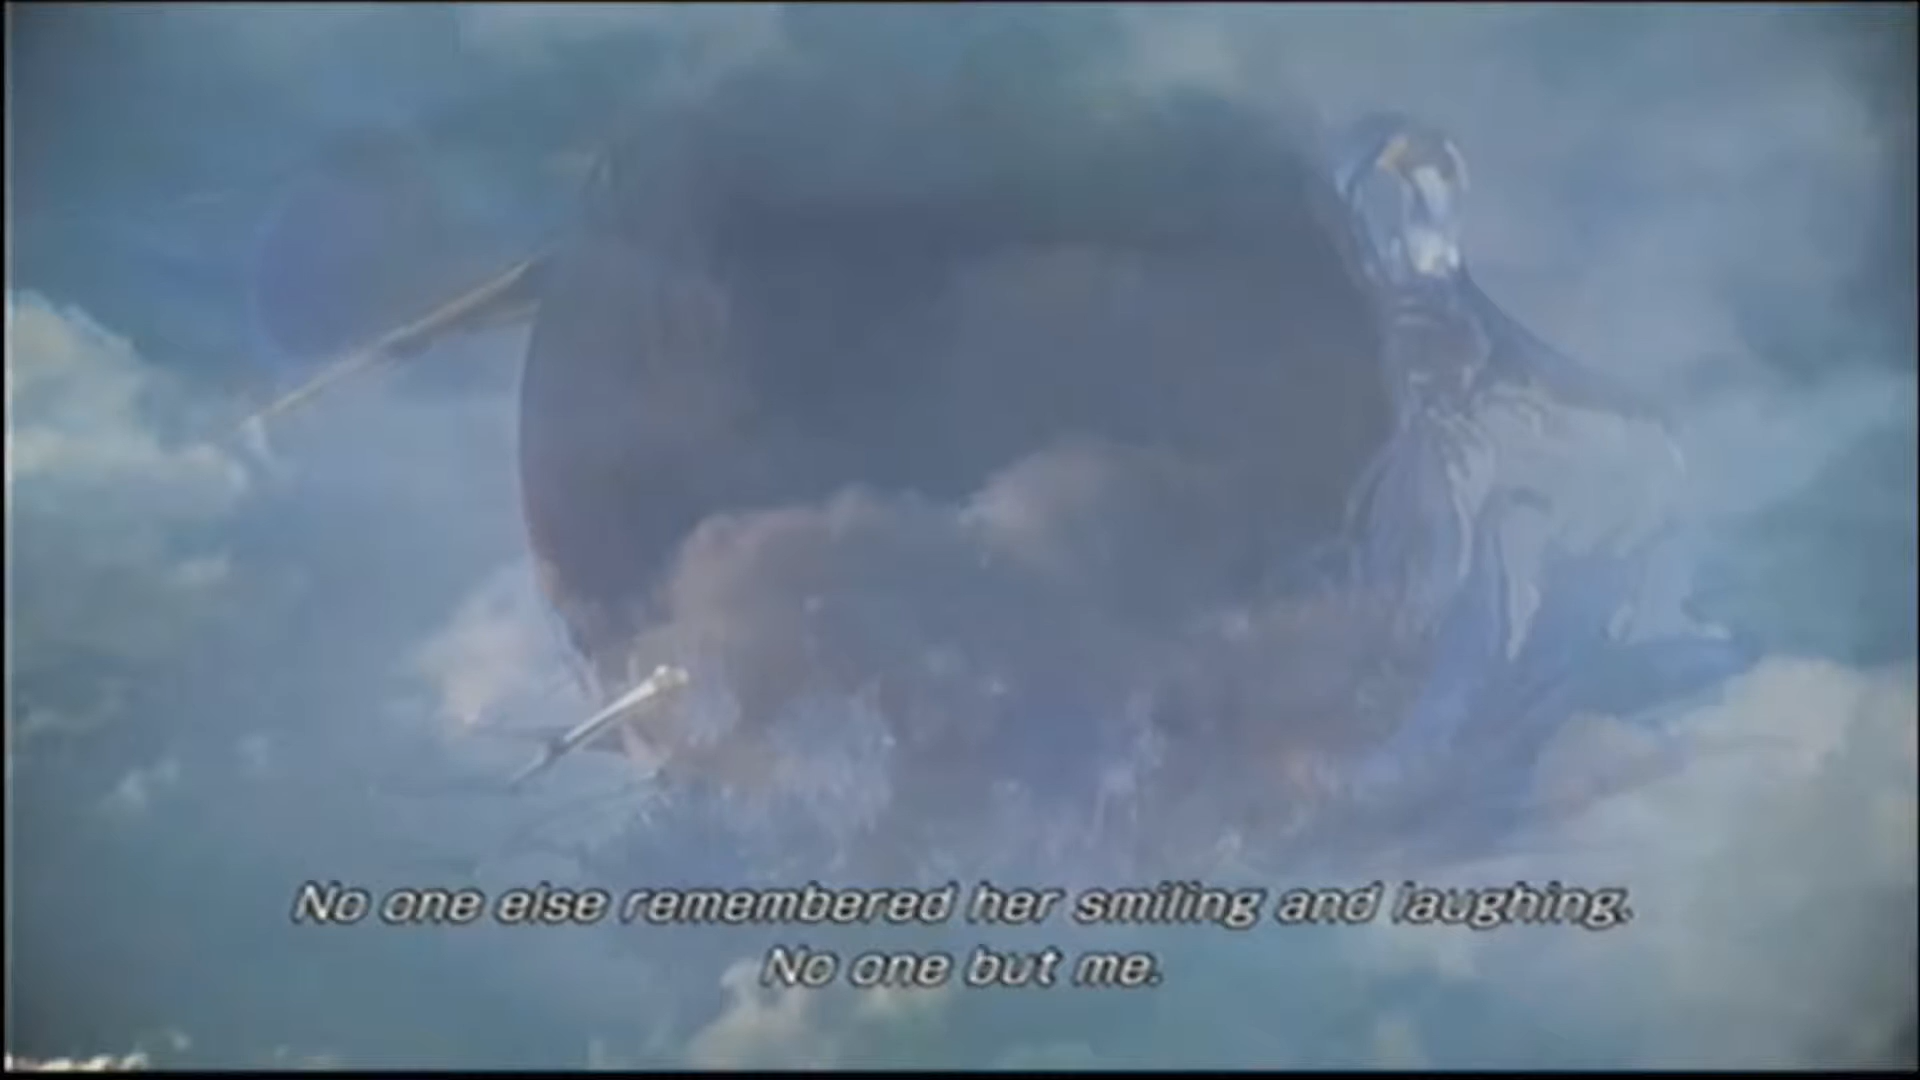 No one else remembered her smiling and laughing.
No one but me.